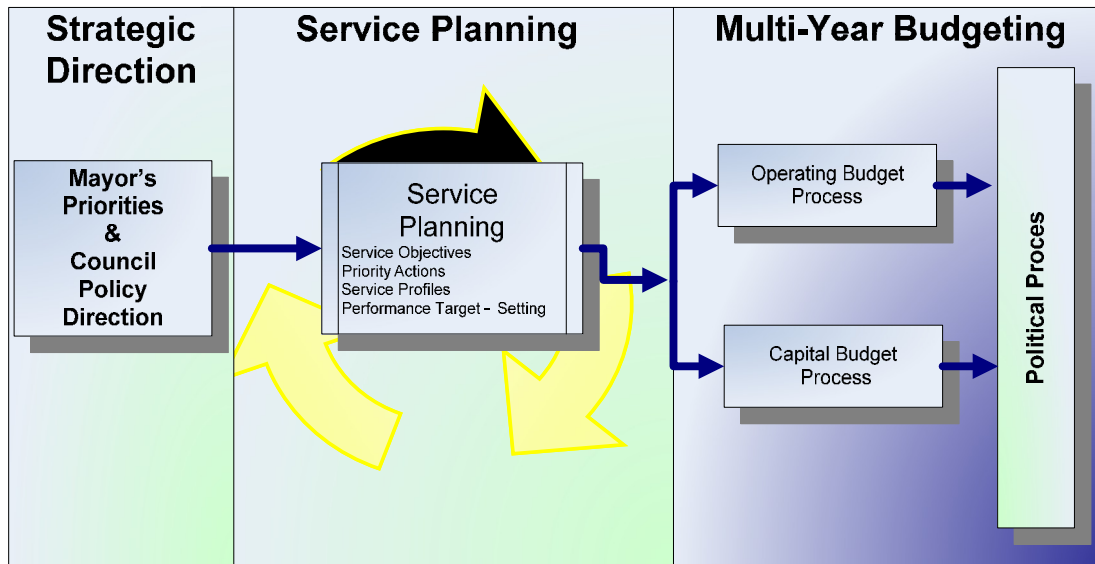 Strategic
Direction
Service Planning
Multi-Year Budgeting
Mayor's
Priorities
&
Council
Policy
Direction
Service
Planning
Service Objectives
Priority Actions
Service Profiles
Performance Target - Setting
Operating Budget
Process
Capital Budget
Process
Political Proces